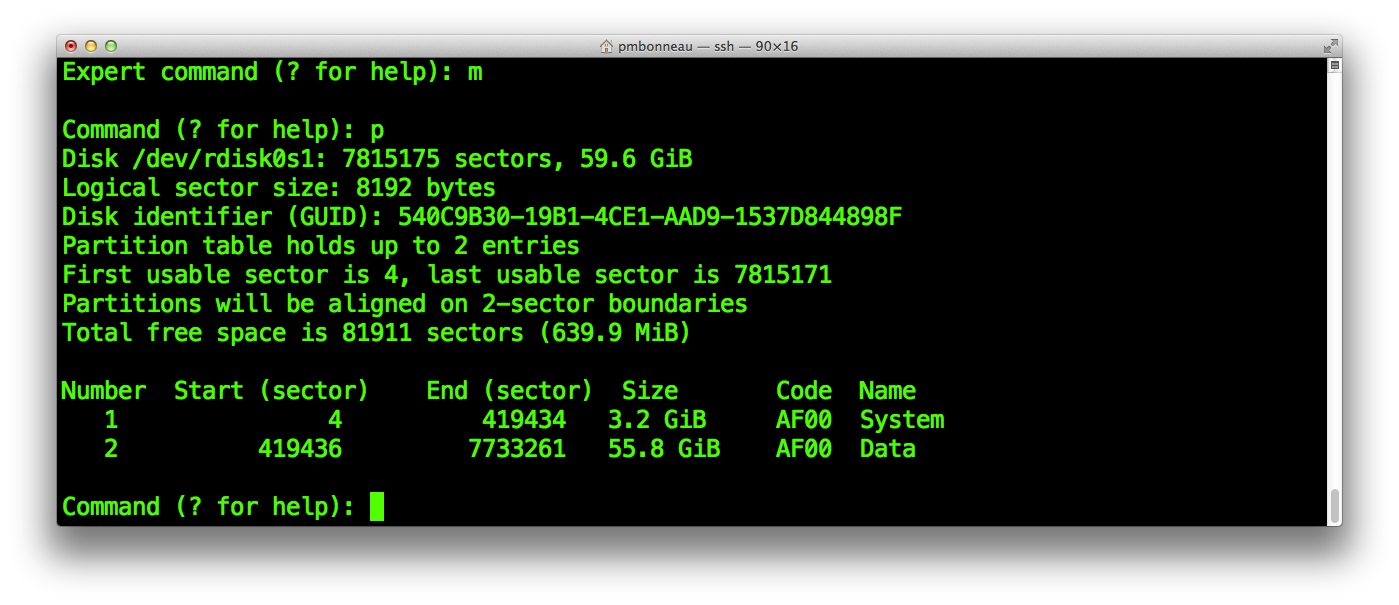 pmbonneau — ssh — 90×16
Expert command (? for help): m
Command (? for help): p
Disk /dev/rdisk0s1: 7815175 sectors, 59.6 GiB
Logical sector size: 8192 bytes
Disk identifier (GUID): 540C9B30-19B1-4CE1-AAD9-1537D844898F
Partition table holds up to 2 entries
First usable sector is 4, last usable sector is 7815171
Partitions will be aligned on 2-sector boundaries
Total free space is 81911 sectors (639.9 MiB)
Number  Start (sector)    End (sector)  Size       Code  Name
   1               4          419434   3.2 GiB     AF00  System
   2          419436         7733261   55.8 GiB    AF00  Data
Command (? for help):